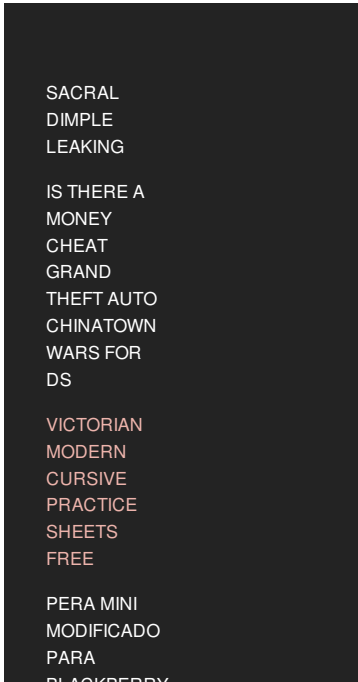 SACRAL
DIMPLE
LEAKING
IS THERE A
MONEY
CHEAT
GRAND
THEFT AUTO
CHINATOWN
WARS FOR
DS
VICTORIAN
MODERN
CURSIVE
PRACTICE
SHEETS
FREE
PERA MINI
MODIFICADO
PARA
BLACKBERRY